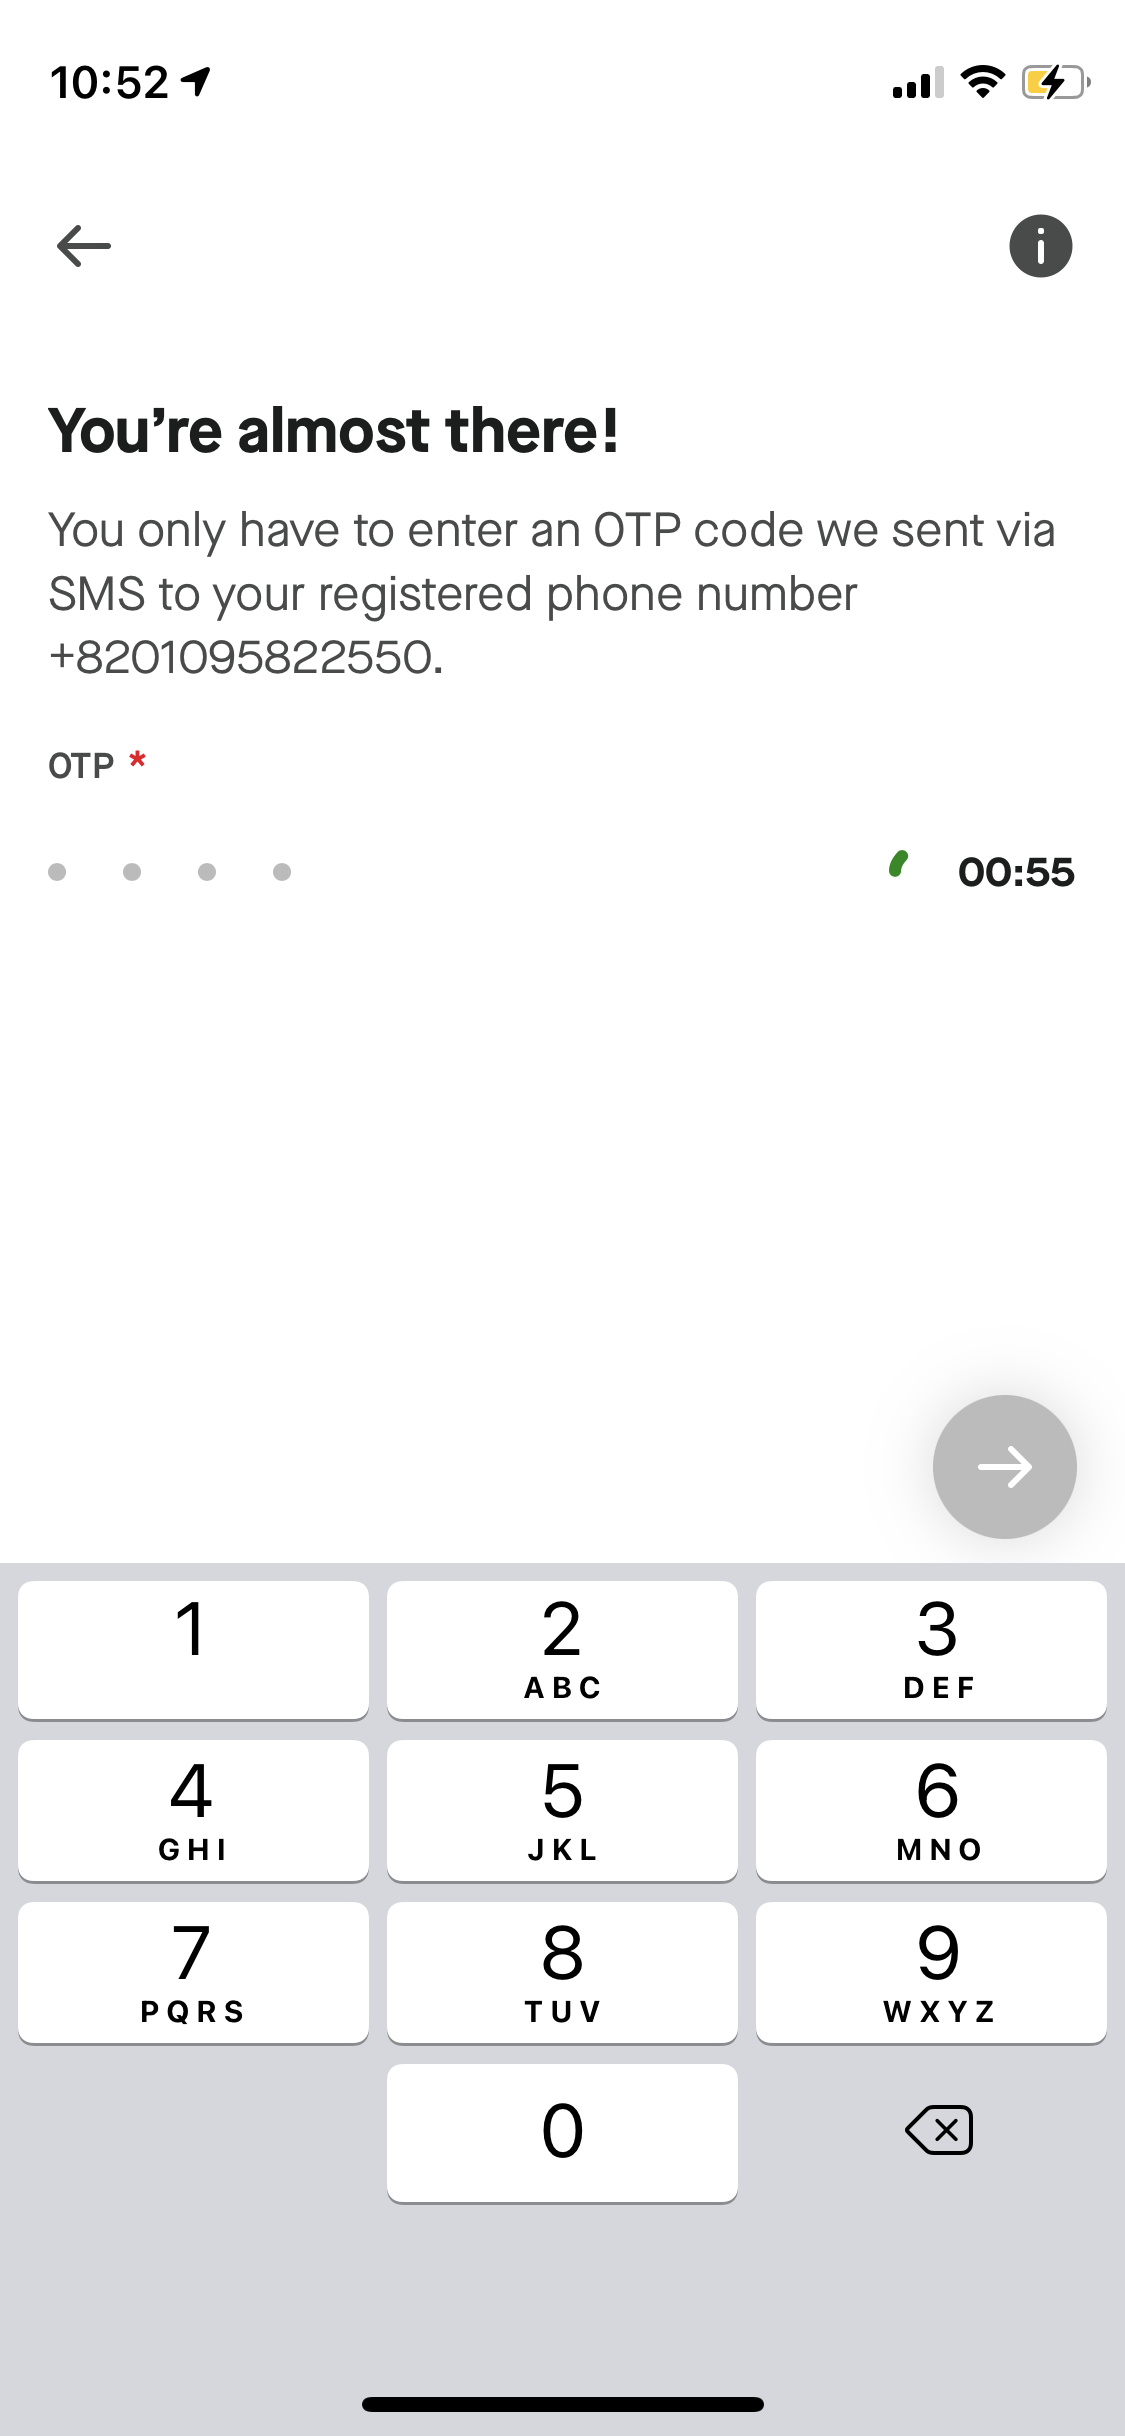 10:52
You're almost there!
You only have to enter an OTP code we sent via
SMS to your registered phone number
+8201095822550.
OTP *
00:55
1
2
ABC
3
DEF
4
GHI
5
JKL
6
MNO
7
PQRS
8
TUV
9
WXYZ
0